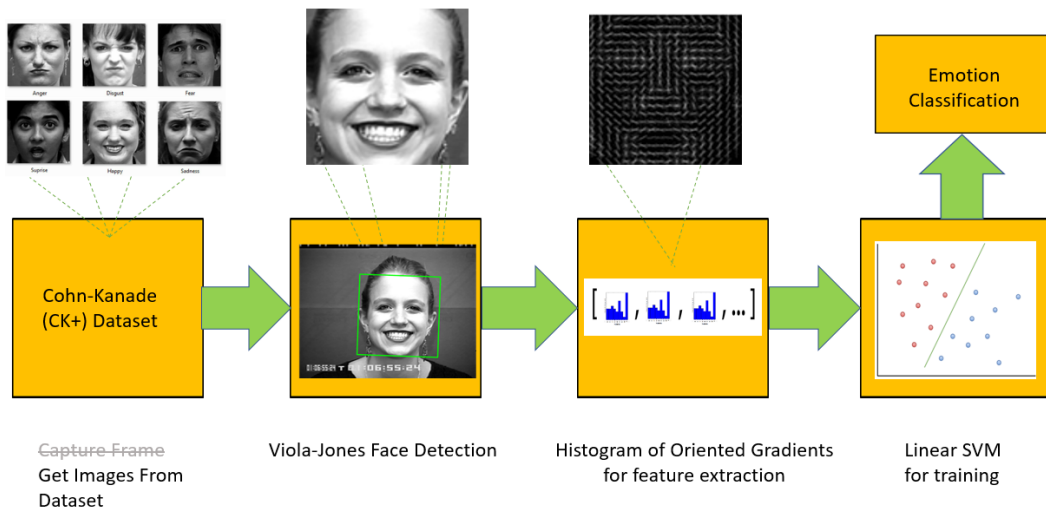 Anger
Disgust
Fear
Suprise
Happy
Sadness
Emotion
Classification
Cohn-Kanade
(CK+) Dataset
[ , , , ... ]
Capture Frame
Get Images From
Dataset
Viola-Jones Face Detection
Histogram of Oriented Gradients
for feature extraction
Linear SVM
for training